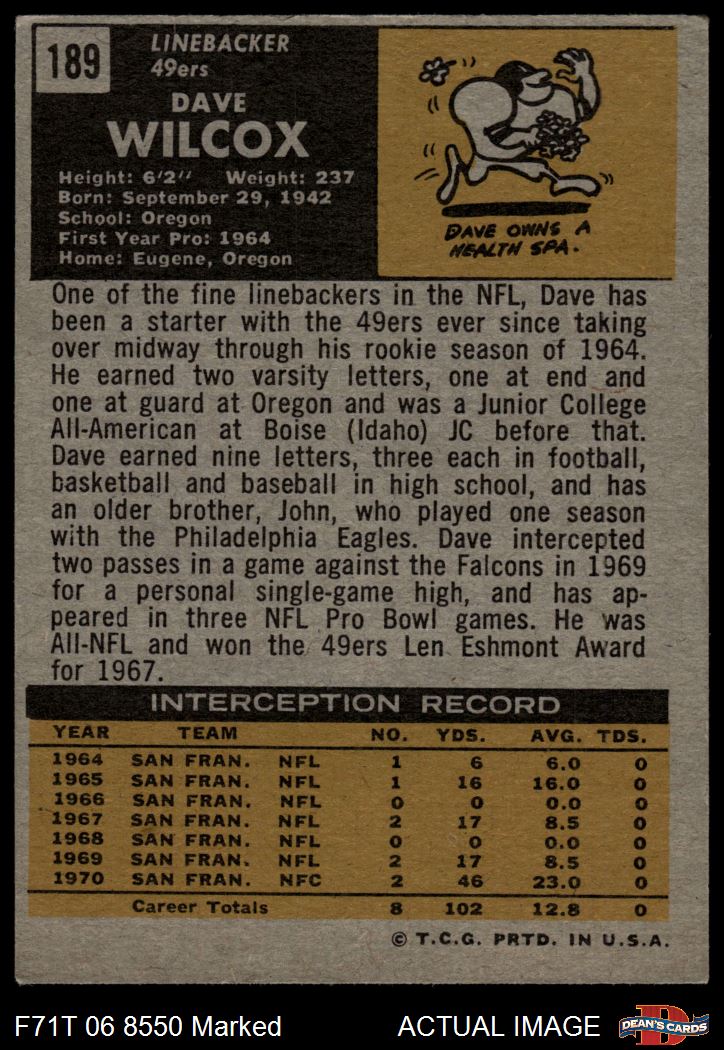 189
LINEBACKER
49ers
DAVE
WILCOX
Height: 6'2" Weight: 237
Born: September 29, 1942
School: Oregon
First Year Pro: 1964
Home: Eugene, Oregon
DAVE OWNS A
HEALTH SPA.
One of the fine linebackers in the NFL, Dave has
been a starter with the 49ers ever since taking
over midway through his rookie season of 1964.
He earned two varsity letters, one at end and
one at guard at Oregon and was a Junior College
All-American at Boise (Idaho) JC before that.
Dave earned nine letters, three each in football,
basketball and baseball in high school, and has
an older brother, John, who played one season
with the Philadelphia Eagles. Dave intercepted
two passes in a game against the Falcons in 1969
for a personal single-game high, and has ap-
peared in three NFL Pro Bowl games. He was
All-NFL and won the 49ers Len Eshmont Award
for 1967.
INTERCEPTION RECORD
YEAR TEAM NO. YDS. AVG. TDS.
1964 SAN FRAN. NFL 1 6 6.0 0
1965 SAN FRAN. NFL 1 16 16.0 0
1966 SAN FRAN. NFL 0 0 0.0 0
1967 SAN FRAN. NFL 2 17 8.5 0
1968 SAN FRAN. NFL 0 0 0.0 0
1969 SAN FRAN. NFL 2 17 8.5 0
1970 SAN FRAN. NFC 2 46 23.0 0
Career Totals 8 102 12.8 0
© T.C.G. PRTD. IN U.S.A.
F71T 06 8550 Marked ACTUAL IMAGE
D
DEAN'S CARDS